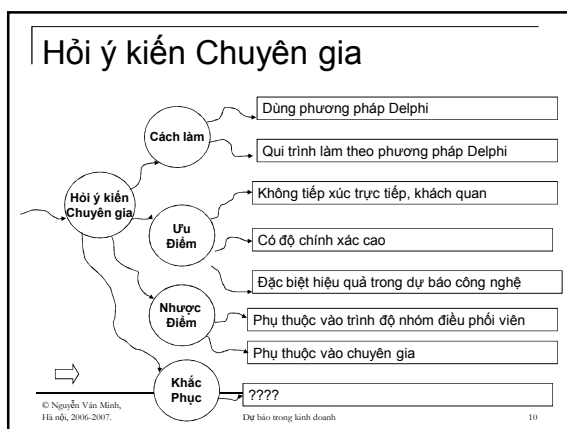 Hỏi ý kiến Chuyên gia
Dùng phương pháp Delphi
Cách làm
Qui trình làm theo phương pháp Delphi
Không tiếp xúc trực tiếp, khách quan
Hỏi ý kiến
Chuyên gia
Ưu
Điểm
Có độ chính xác cao
Đặc biệt hiệu quả trong dự báo công nghệ
Nhược
Điểm
Phụ thuộc vào trình độ nhóm điều phối viên
Phụ thuộc vào chuyên gia
Khắc
Phục
????
© Nguyễn Văn Minh,
Hà nội, 2006-2007.
Dự báo trong kinh doanh
10